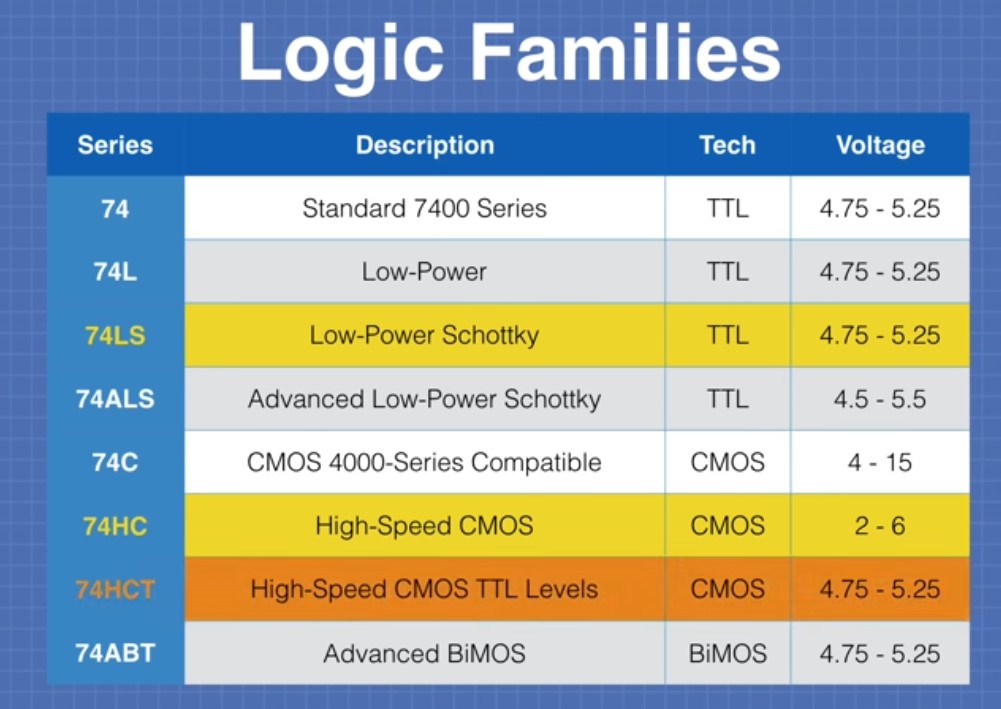 Logic Families
Series Description Tech Voltage
74 Standard 7400 Series TTL 4.75 - 5.25
74L Low-Power TTL 4.75 - 5.25
74LS Low-Power Schottky TTL 4.75 - 5.25
74ALS Advanced Low-Power Schottky TTL 4.5 - 5.5
74C CMOS 4000-Series Compatible CMOS 4 - 15
74HC High-Speed CMOS CMOS 2 - 6
74HCT High-Speed CMOS TTL Levels CMOS 4.75 - 5.25
74ABT Advanced BiMOS BiMOS 4.75 - 5.25